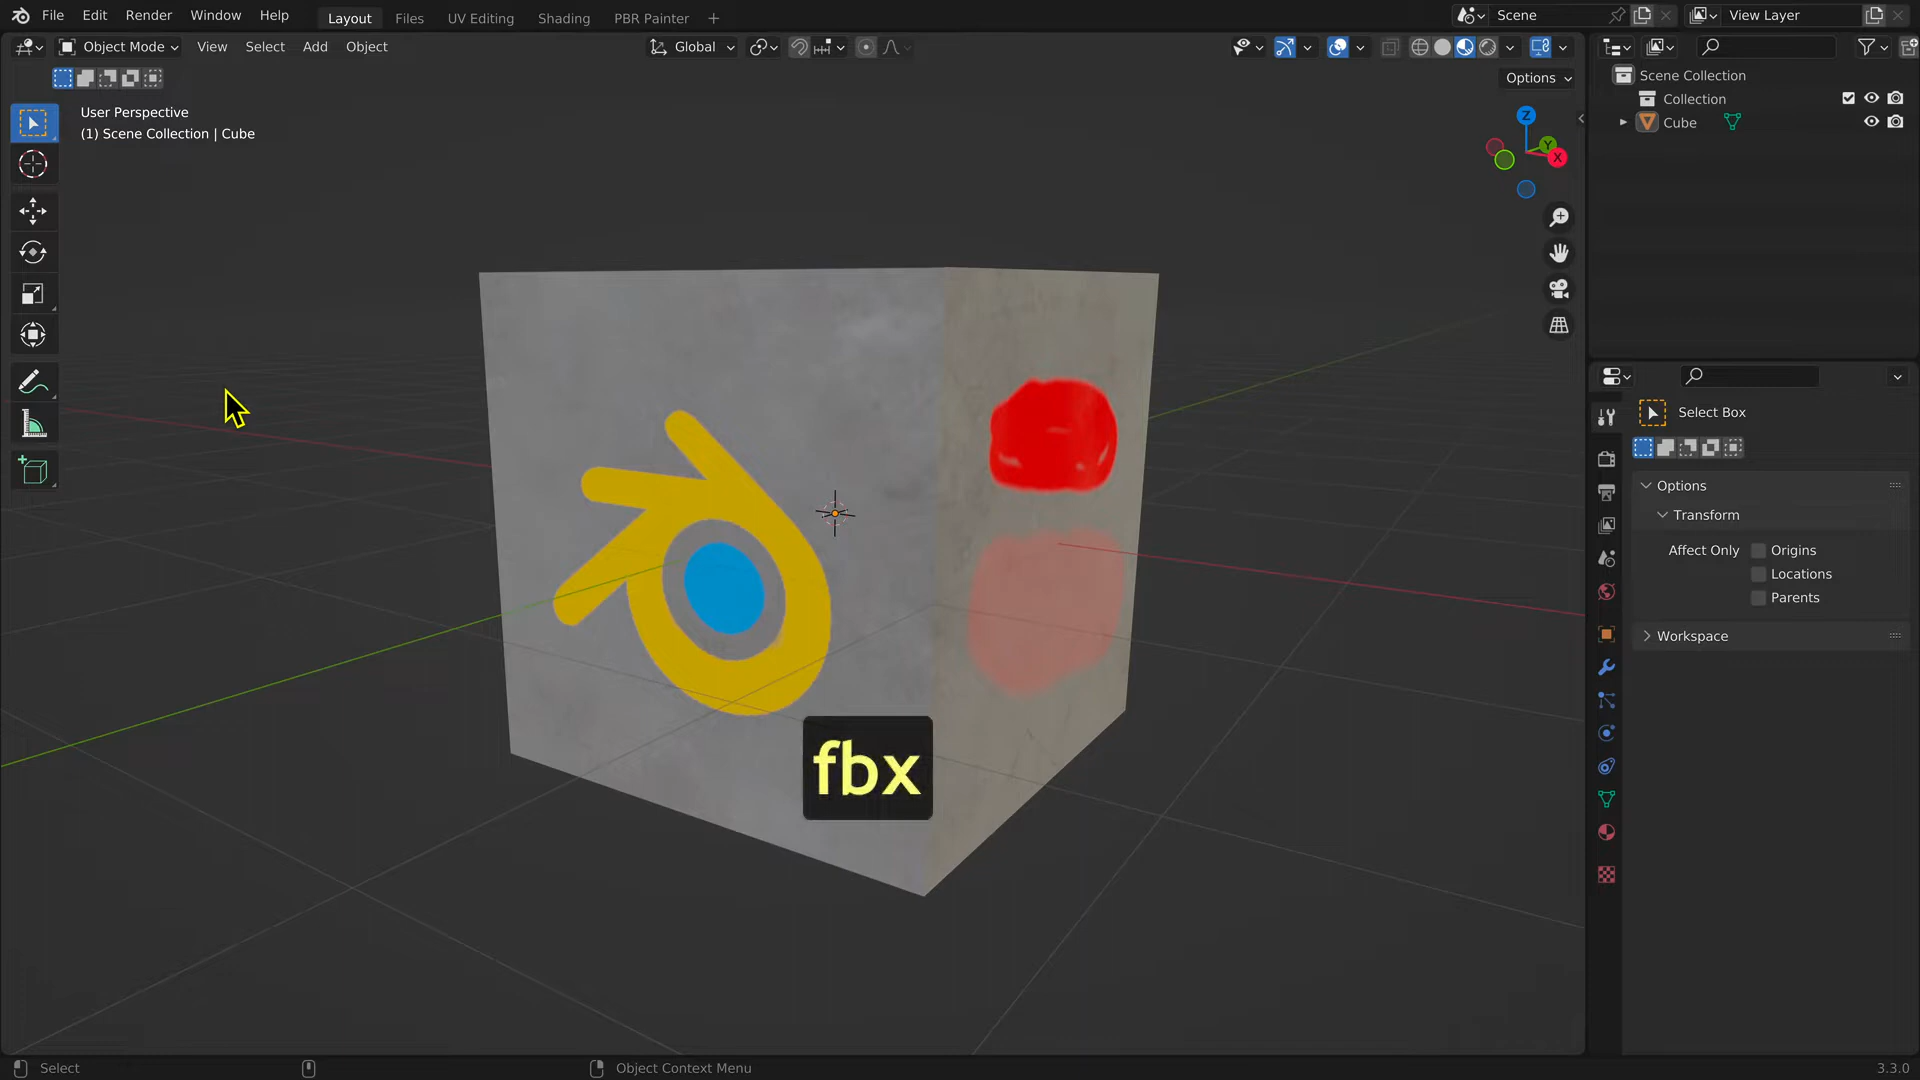 File Edit Render Window Help Layout Files UV Editing Shading PBR Painter + Scene View Layer
Object Mode View Select Add Object Global
Options
User Perspective
(1) Scene Collection | Cube
Z
Y
X
fbx
Scene Collection
Collection
Cube
Select Box
Options
Transform
Affect Only Origins
Locations
Parents
Workspace
Select Object Context Menu 3.3.0